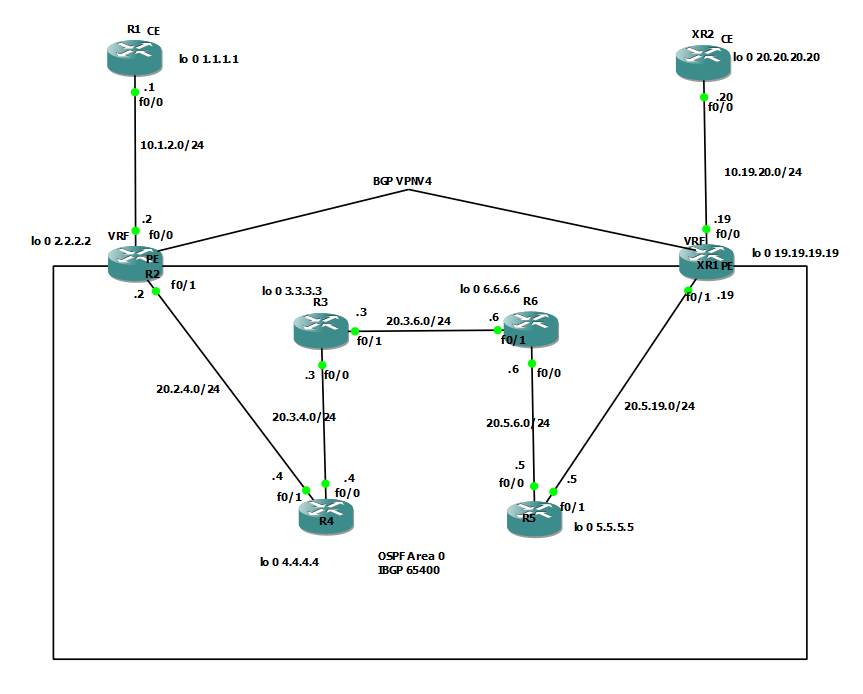 R1 CE
XR2 CE
lo 0 1.1.1.1
lo 0 20.20.20.20
.1
f0/0
.20
f0/0
10.1.2.0/24
10.19.20.0/24
BGP VPNV4
.2
f0/0
VRF
lo 0 2.2.2.2
PE
R2
.19
f0/0
VRF
lo 0 19.19.19.19
XR1 PE
f0/1
.2
f0/1 .19
lo 0 3.3.3.3
R3
lo 0 6.6.6.6
R6
.3
f0/1
20.3.6.0/24
.6
f0/1
.3 f0/0
.6 f0/0
20.2.4.0/24
20.3.4.0/24
20.5.6.0/24
20.5.19.0/24
.4
f0/1
.4
f0/0
.5
f0/0
.5
f0/1
R4
R5
lo 0 5.5.5.5
lo 0 4.4.4.4
OSPF Area 0
IBGP 65400